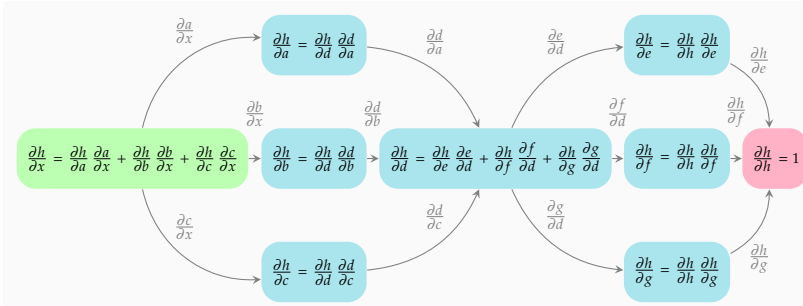 ∂a/∂x
∂h/∂a = ∂h/∂d ∂d/∂a
∂d/∂a
∂e/∂d
∂h/∂e = ∂h/∂h ∂h/∂e
∂h/∂e
∂b/∂x
∂d/∂b
∂f/∂d
∂h/∂f
∂h/∂x = ∂h/∂a ∂a/∂x + ∂h/∂b ∂b/∂x + ∂h/∂c ∂c/∂x
∂h/∂b = ∂h/∂d ∂d/∂b
∂h/∂d = ∂h/∂e ∂e/∂d + ∂h/∂f ∂f/∂d + ∂h/∂g ∂g/∂d
∂h/∂f = ∂h/∂h ∂h/∂f
∂h/∂h = 1
∂c/∂x
∂d/∂c
∂g/∂d
∂h/∂c = ∂h/∂d ∂d/∂c
∂h/∂g = ∂h/∂h ∂h/∂g
∂h/∂g